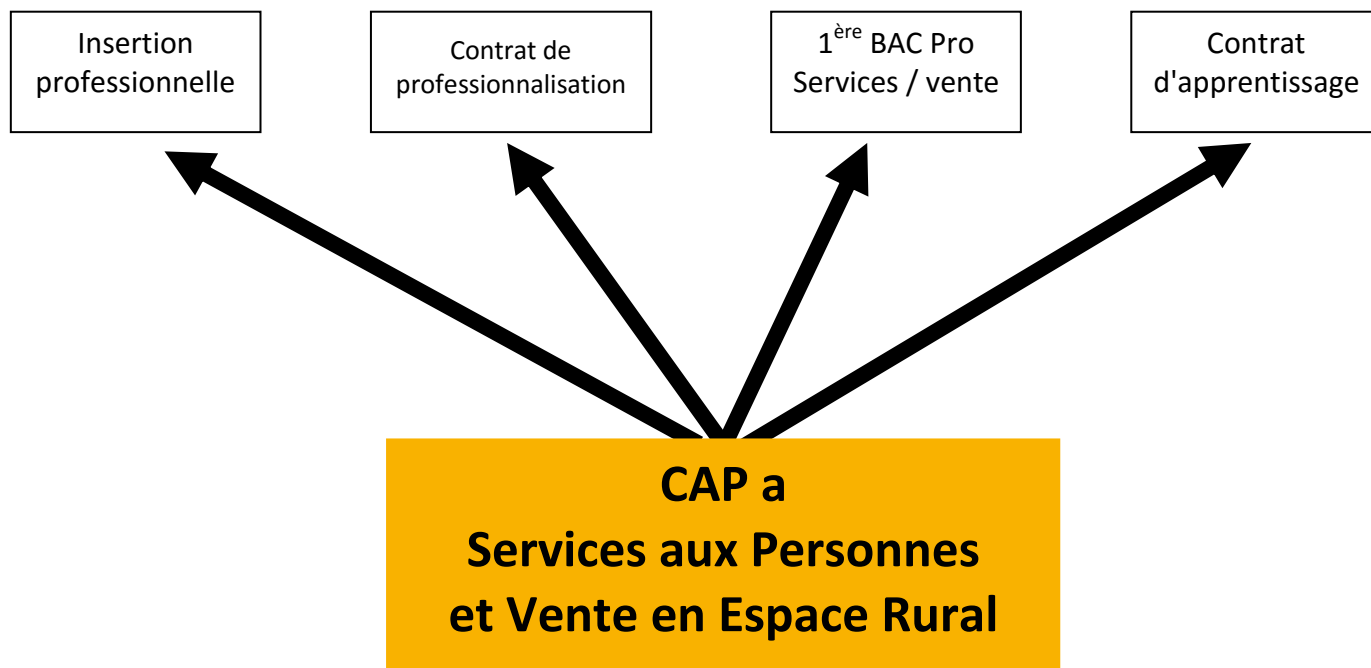 Insertion
professionnelle
Contrat de
professionnalisation
1ère BAC Pro
Services / vente
Contrat
d'apprentissage
CAP a
Services aux Personnes
et Vente en Espace Rural